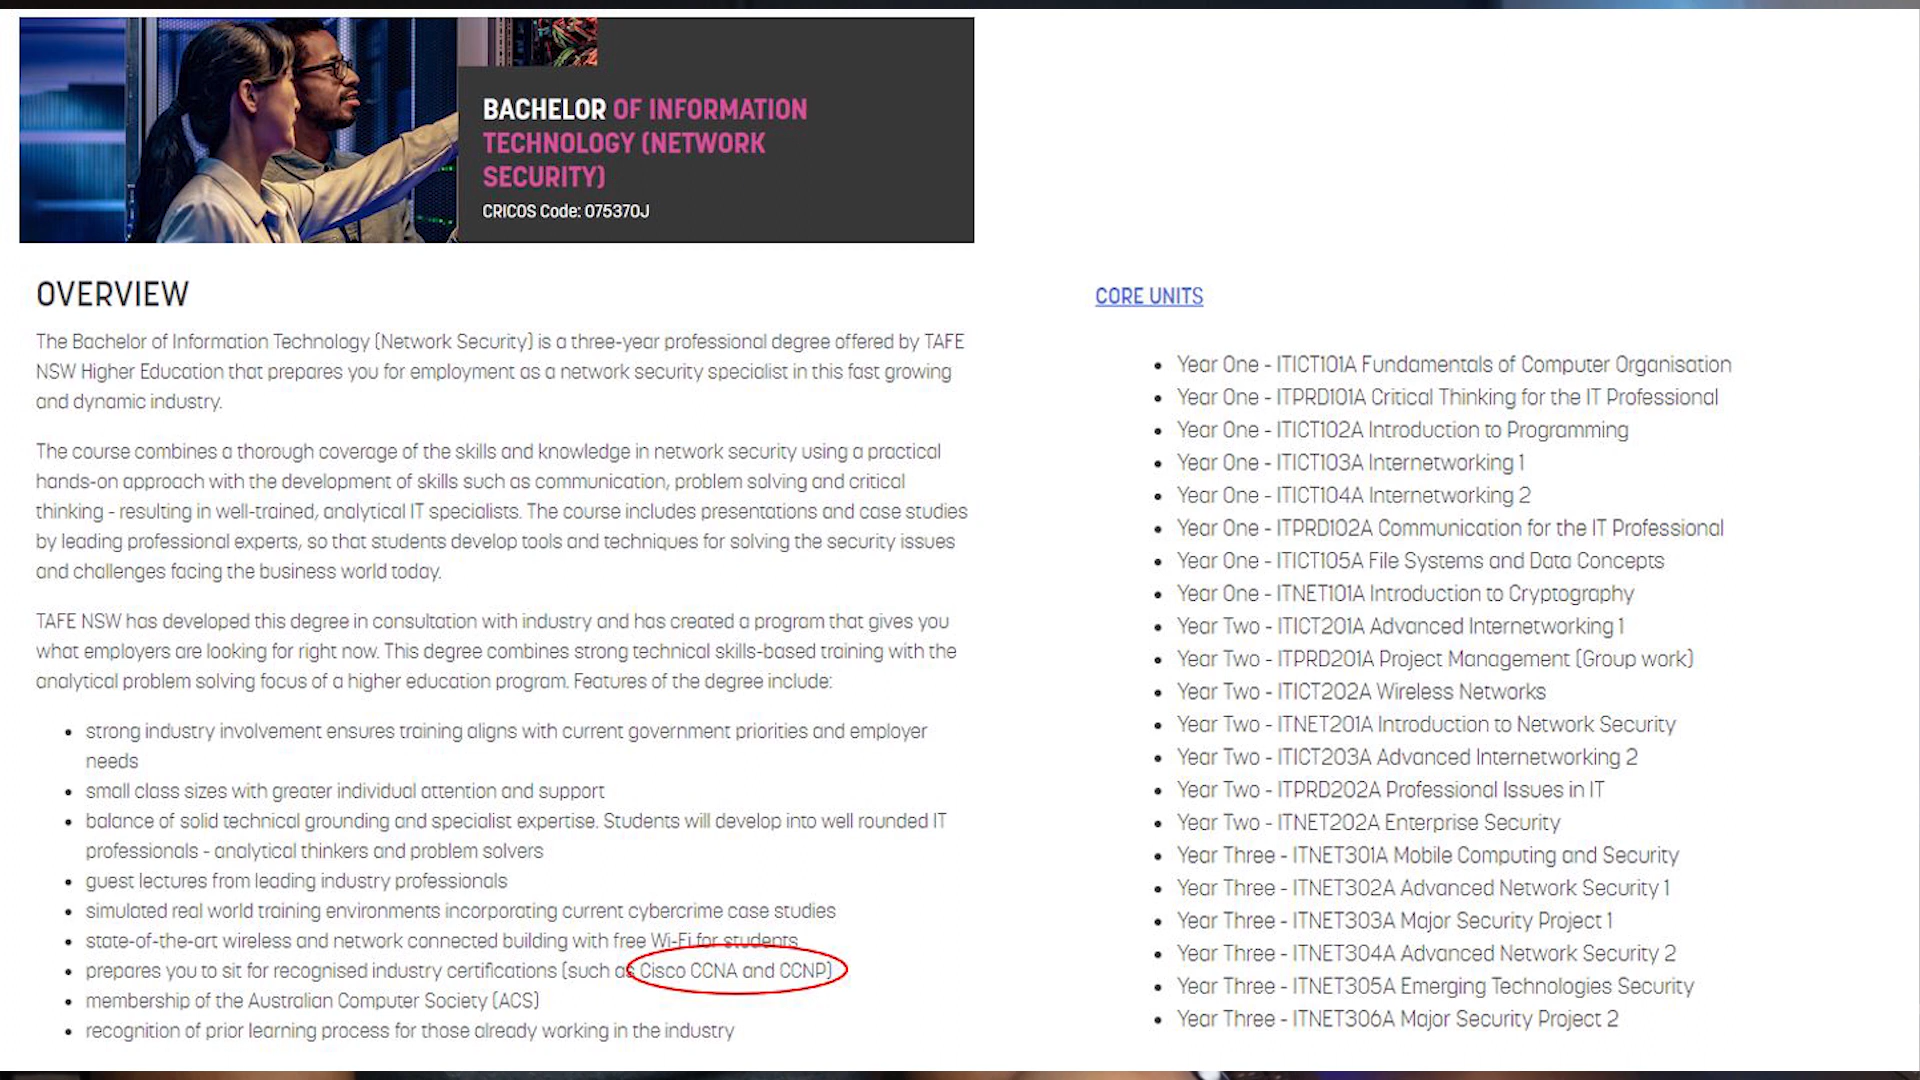 BACHELOR OF INFORMATION
TECHNOLOGY (NETWORK
SECURITY)
CRICOS Code: 075370J
OVERVIEW
The Bachelor of Information Technology (Network Security) is a three-year professional degree offered by TAFE
NSW Higher Education that prepares you for employment as a network security specialist in this fast growing
and dynamic industry.
The course combines a thorough coverage of the skills and knowledge in network security using a practical
hands-on approach with the development of skills such as communication, problem solving and critical
thinking - resulting in well-trained, analytical IT specialists. The course includes presentations and case studies
by leading professional experts, so that students develop tools and techniques for solving the security issues
and challenges facing the business world today.
TAFE NSW has developed this degree in consultation with industry and has created a program that gives you
what employers are looking for right now. This degree combines strong technical skills-based training with the
analytical problem solving focus of a higher education program. Features of the degree include:
• strong industry involvement ensures training aligns with current government priorities and employer
needs
• small class sizes with greater individual attention and support
• balance of solid technical grounding and specialist expertise. Students will develop into well rounded IT
professionals - analytical thinkers and problem solvers
• guest lectures from leading industry professionals
• simulated real world training environments incorporating current cybercrime case studies
• state-of-the-art wireless and network connected building with free Wi-Fi for students
• prepares you to sit for recognised industry certifications (such as Cisco CCNA and CCNP)
• membership of the Australian Computer Society (ACS)
• recognition of prior learning process for those already working in the industry
CORE UNITS
• Year One - ITICT101A Fundamentals of Computer Organisation
• Year One - ITPRD101A Critical Thinking for the IT Professional
• Year One - ITICT102A Introduction to Programming
• Year One - ITICT103A Internetworking 1
• Year One - ITICT104A Internetworking 2
• Year One - ITPRD102A Communication for the IT Professional
• Year One - ITICT105A File Systems and Data Concepts
• Year One - ITNET101A Introduction to Cryptography
• Year Two - ITICT201A Advanced Internetworking 1
• Year Two - ITPRD201A Project Management (Group work)
• Year Two - ITICT202A Wireless Networks
• Year Two - ITNET201A Introduction to Network Security
• Year Two - ITICT203A Advanced Internetworking 2
• Year Two - ITPRD202A Professional Issues in IT
• Year Two - ITNET202A Enterprise Security
• Year Three - ITNET301A Mobile Computing and Security
• Year Three - ITNET302A Advanced Network Security 1
• Year Three - ITNET303A Major Security Project 1
• Year Three - ITNET304A Advanced Network Security 2
• Year Three - ITNET305A Emerging Technologies Security
• Year Three - ITNET306A Major Security Project 2